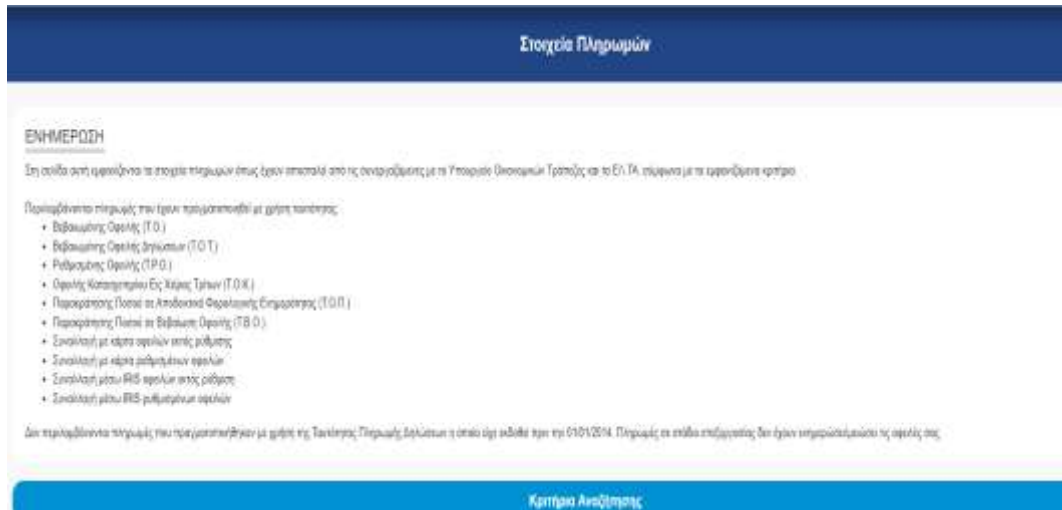 Στοιχεία Πληρωμών
ΕΝΗΜΕΡΩΣΗ
Στη σελίδα αυτή εμφανίζονται τα στοιχεία πληρωμών όπως έχουν αποσταλεί από τις συνεργαζόμενες με το Υπουργείο Οικονομικών Τράπεζες και τα ΕΛ.ΤΑ. σύμφωνα με τα εμφανιζόμενα κριτήρια.
Περιλαμβάνονται πληρωμές που έχουν πραγματοποιηθεί με χρήση ταυτότητας:
• Βεβαιωμένης Οφειλής (Τ.Ο.)
• Βεβαιωμένης Οφειλής Δηλώσεων (Τ.Ο.Τ.)
• Ρυθμισμένης Οφειλής (Τ.Ρ.Ο.)
• Οφειλής Κατασχετηρίου Εις Χείρας Τρίτων (Τ.Ο.Κ.)
• Παρακράτησης Ποσού σε Αποδεικτικό Φορολογικής Ενημερότητας (Τ.Ο.Π.)
• Παρακράτησης Ποσού σε Βεβαίωση Οφειλής (Τ.Β.Ο.)
• Συναλλαγή με κάρτα οφειλών εκτός ρύθμισης
• Συναλλαγή με κάρτα ρυθμισμένων οφειλών
• Συναλλαγή μέσω IRIS οφειλών εκτός ρύθμιση
• Συναλλαγή μέσω IRIS ρυθμισμένων οφειλών
Δεν περιλαμβάνονται πληρωμές που πραγματοποιήθηκαν με χρήση της Ταυτότητας Πληρωμής Δηλώσεων η οποία είχε εκδοθεί πριν την 01/01/2014. Πληρωμές σε στάδιο επεξεργασίας δεν έχουν ενημερώσει/μειώσει τις οφειλές σας.
Κριτήρια Αναζήτησης